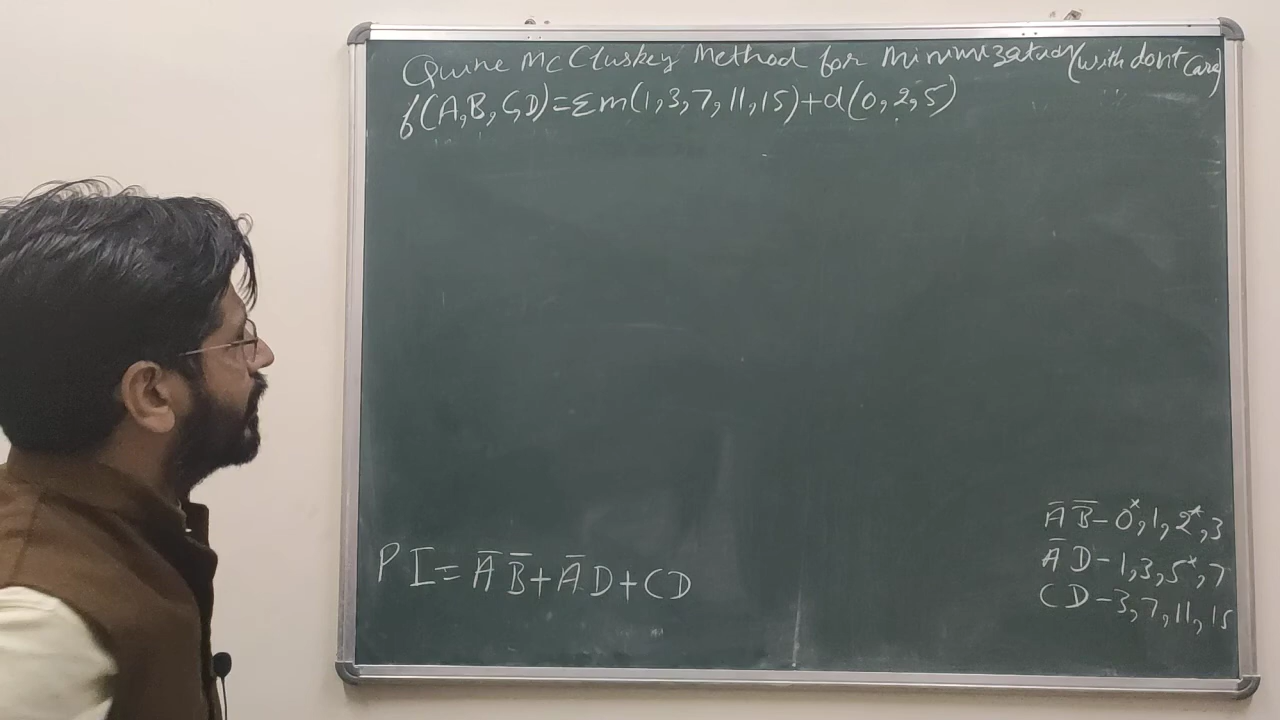 Quine McCluskey Method for Minimization (with dont Care)
f(A,B,C,D)=Σm(1,3,7,11,15)+d(0,2,5)
A̅ B̅ - 0*,1,2*,3
A̅ D - 1,3,5*,7
CD - 3,7,11,15
PI = A̅ B̅ + A̅ D + CD